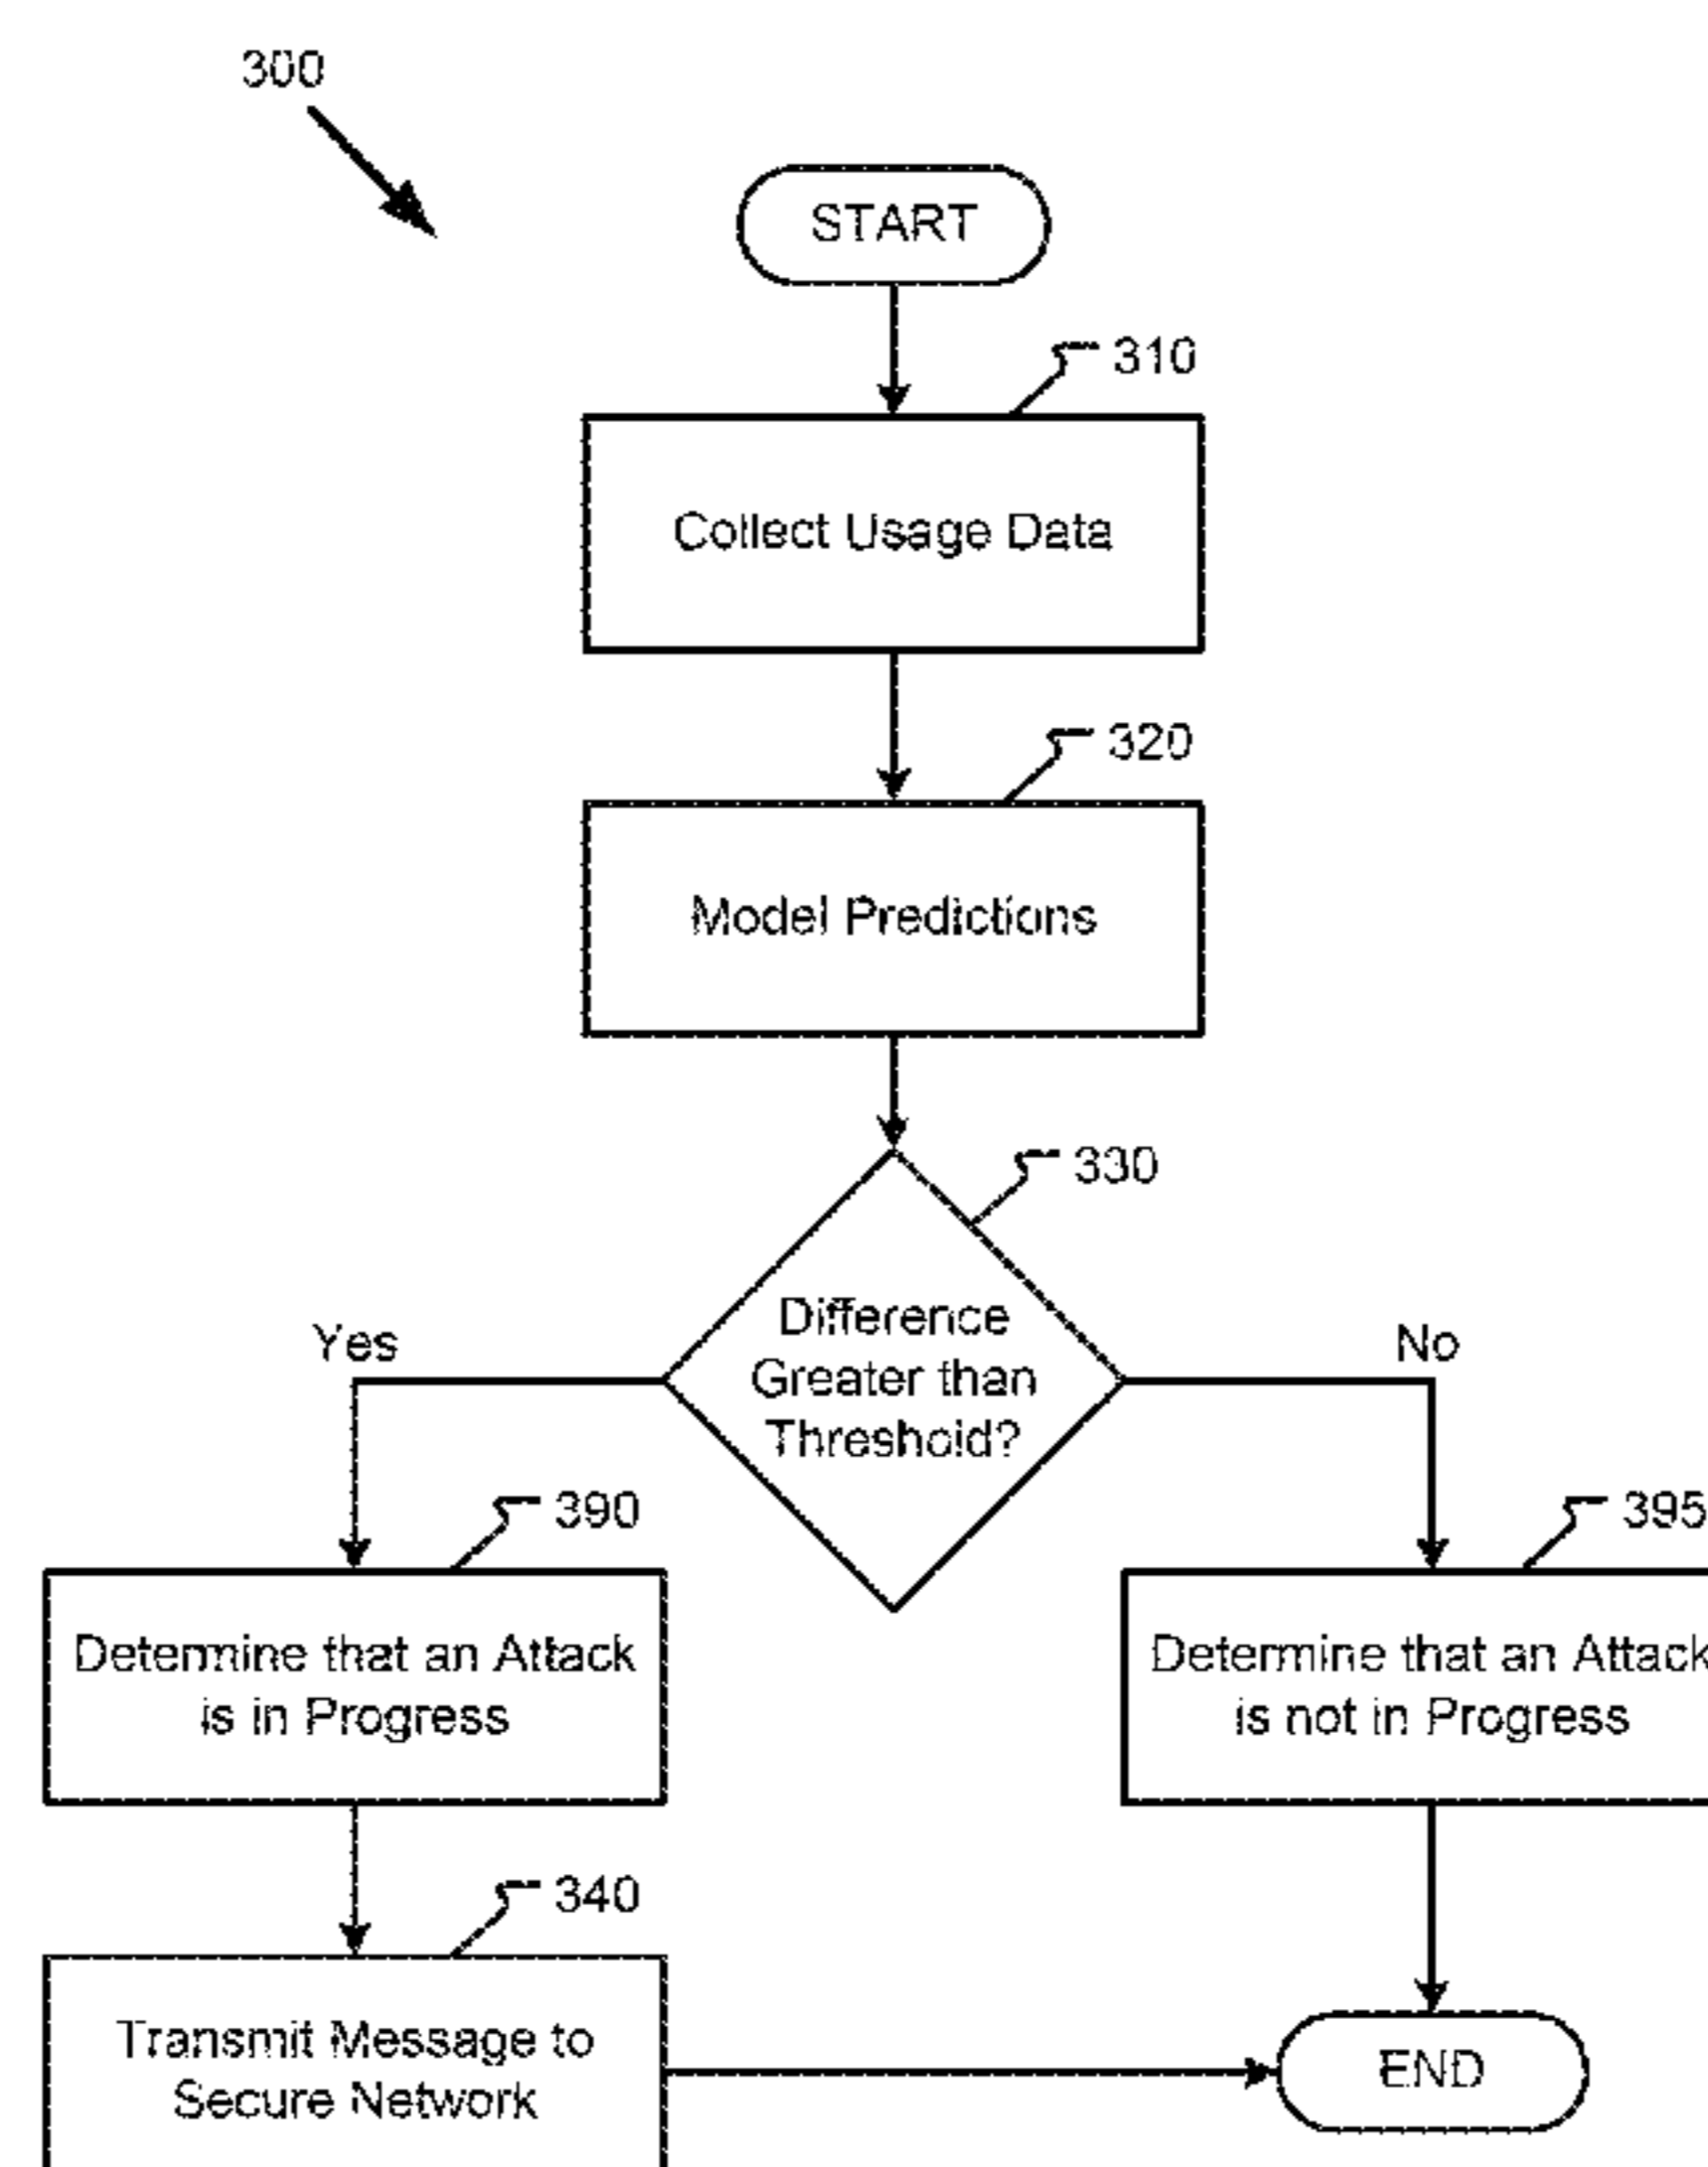 300
START
310
Collect Usage Data
320
Model Predictions
330
Difference
Greater than
Threshold?
Yes
No
390
Determine that an Attack
is in Progress
395
Determine that an Attack
is not in Progress
340
Transmit Message to
Secure Network
END